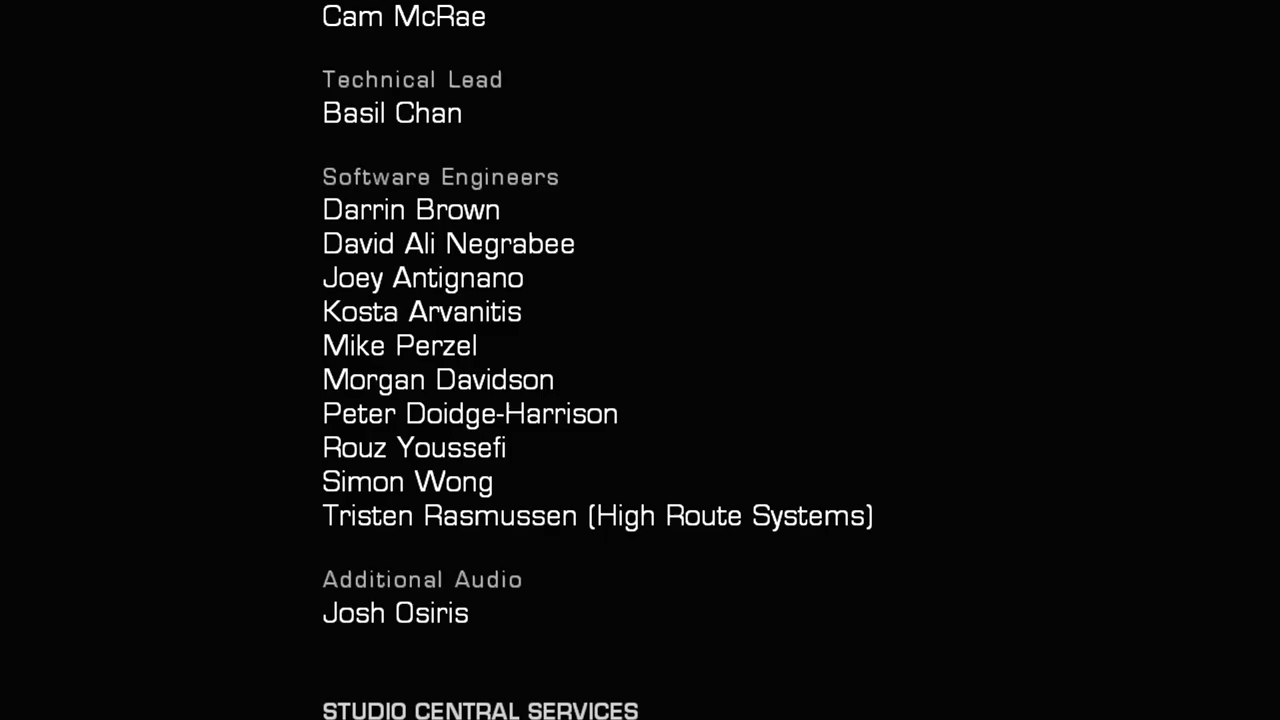 Cam McRae
Technical Lead
Basil Chan
Software Engineers
Darrin Brown
David Ali Negrabee
Joey Antignano
Kosta Arvanitis
Mike Perzel
Morgan Davidson
Peter Doidge-Harrison
Rouz Youssefi
Simon Wong
Tristen Rasmussen (High Route Systems)
Additional Audio
Josh Osiris
STUDIO CENTRAL SERVICES